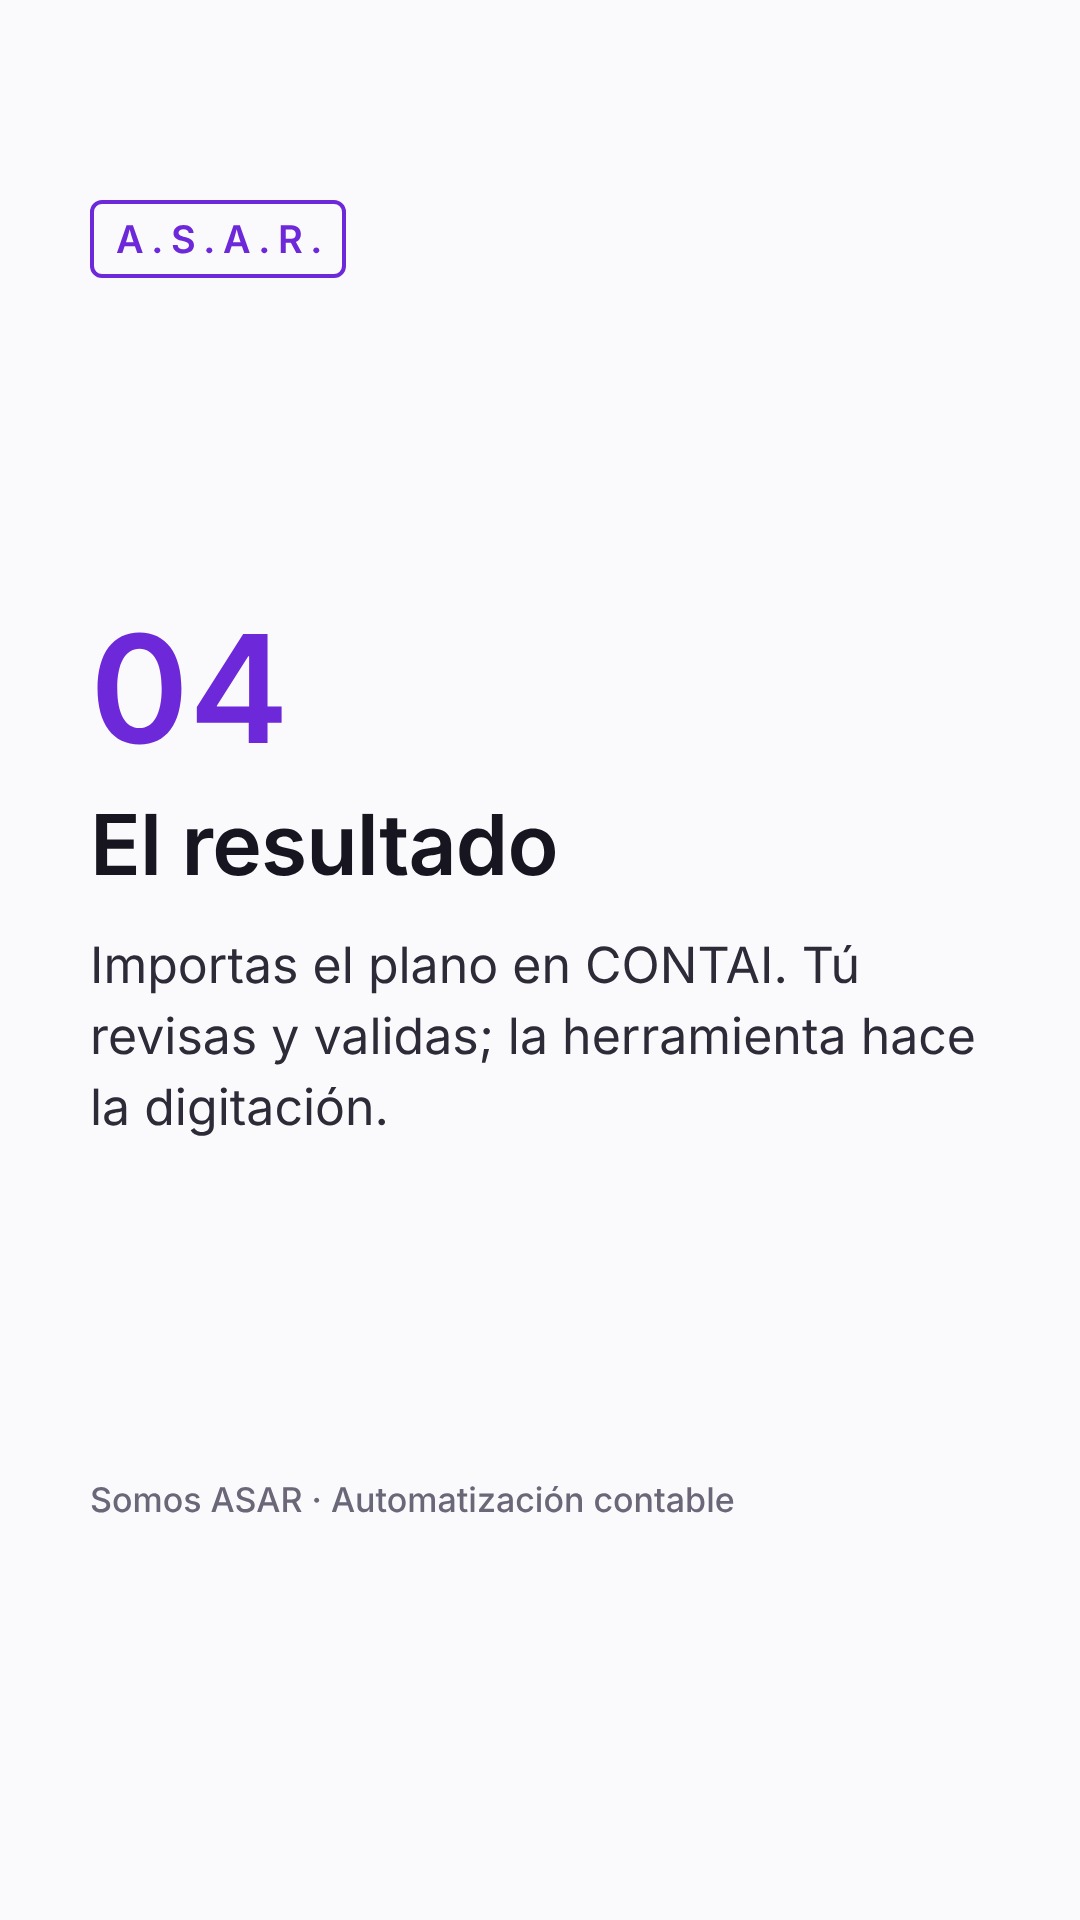 A.S.A.R.
04
El resultado
Importas el plano en CONTAI. Tú
revisas y validas; la herramienta hace
la digitación.
Somos ASAR · Automatización contable